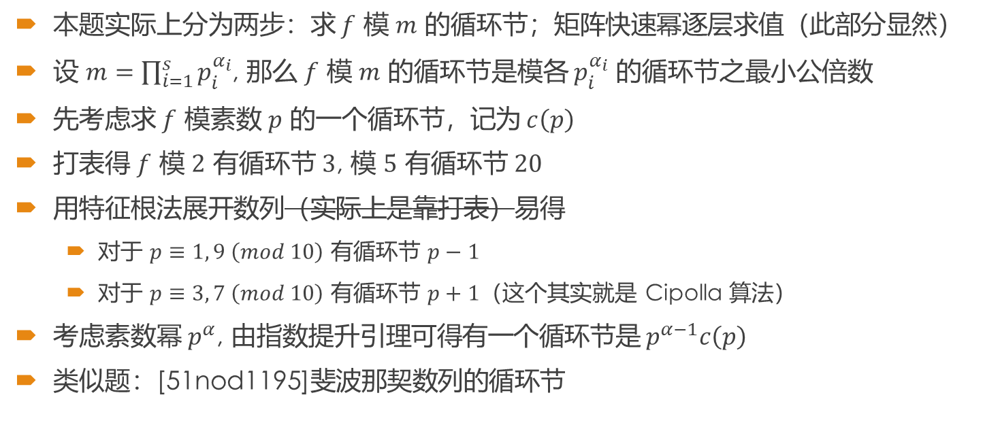 本题实际上分为两步：求 𝑓 模 𝑚 的循环节；矩阵快速幂逐层求值（此部分显然）
设 𝑚 = ∏_{𝑖=1}^{𝑠} 𝑝_𝑖^{𝛼_𝑖}, 那么 𝑓 模 𝑚 的循环节是模各 𝑝_𝑖^{𝛼_𝑖} 的循环节之最小公倍数
先考虑求 𝑓 模素数 𝑝 的一个循环节，记为 𝑐(𝑝)
打表得 𝑓 模 2 有循环节 3, 模 5 有循环节 20
用特征根法展开数列（实际上是靠打表）易得
对于 𝑝 ≡ 1, 9 (𝑚𝑜𝑑 10) 有循环节 𝑝 − 1
对于 𝑝 ≡ 3, 7 (𝑚𝑜𝑑 10) 有循环节 𝑝 + 1（这个其实就是 Cipolla 算法）
考虑素数幂 𝑝^𝛼, 由指数提升引理可得有一个循环节是 𝑝^{𝛼−1}𝑐(𝑝)
类似题：[51nod1195]斐波那契数列的循环节